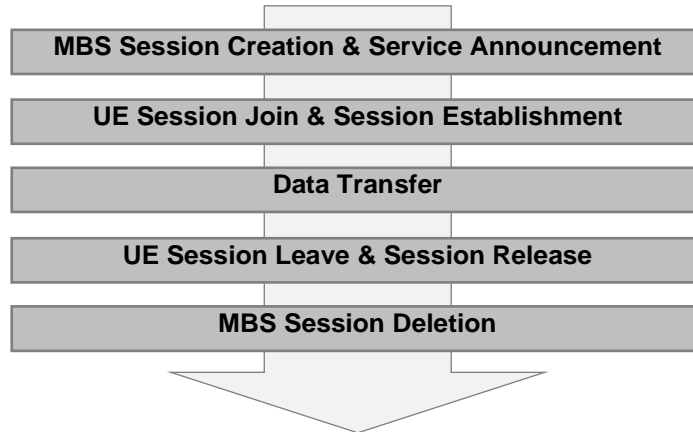 MBS Session Creation & Service Announcement
UE Session Join & Session Establishment
Data Transfer
UE Session Leave & Session Release
MBS Session Deletion